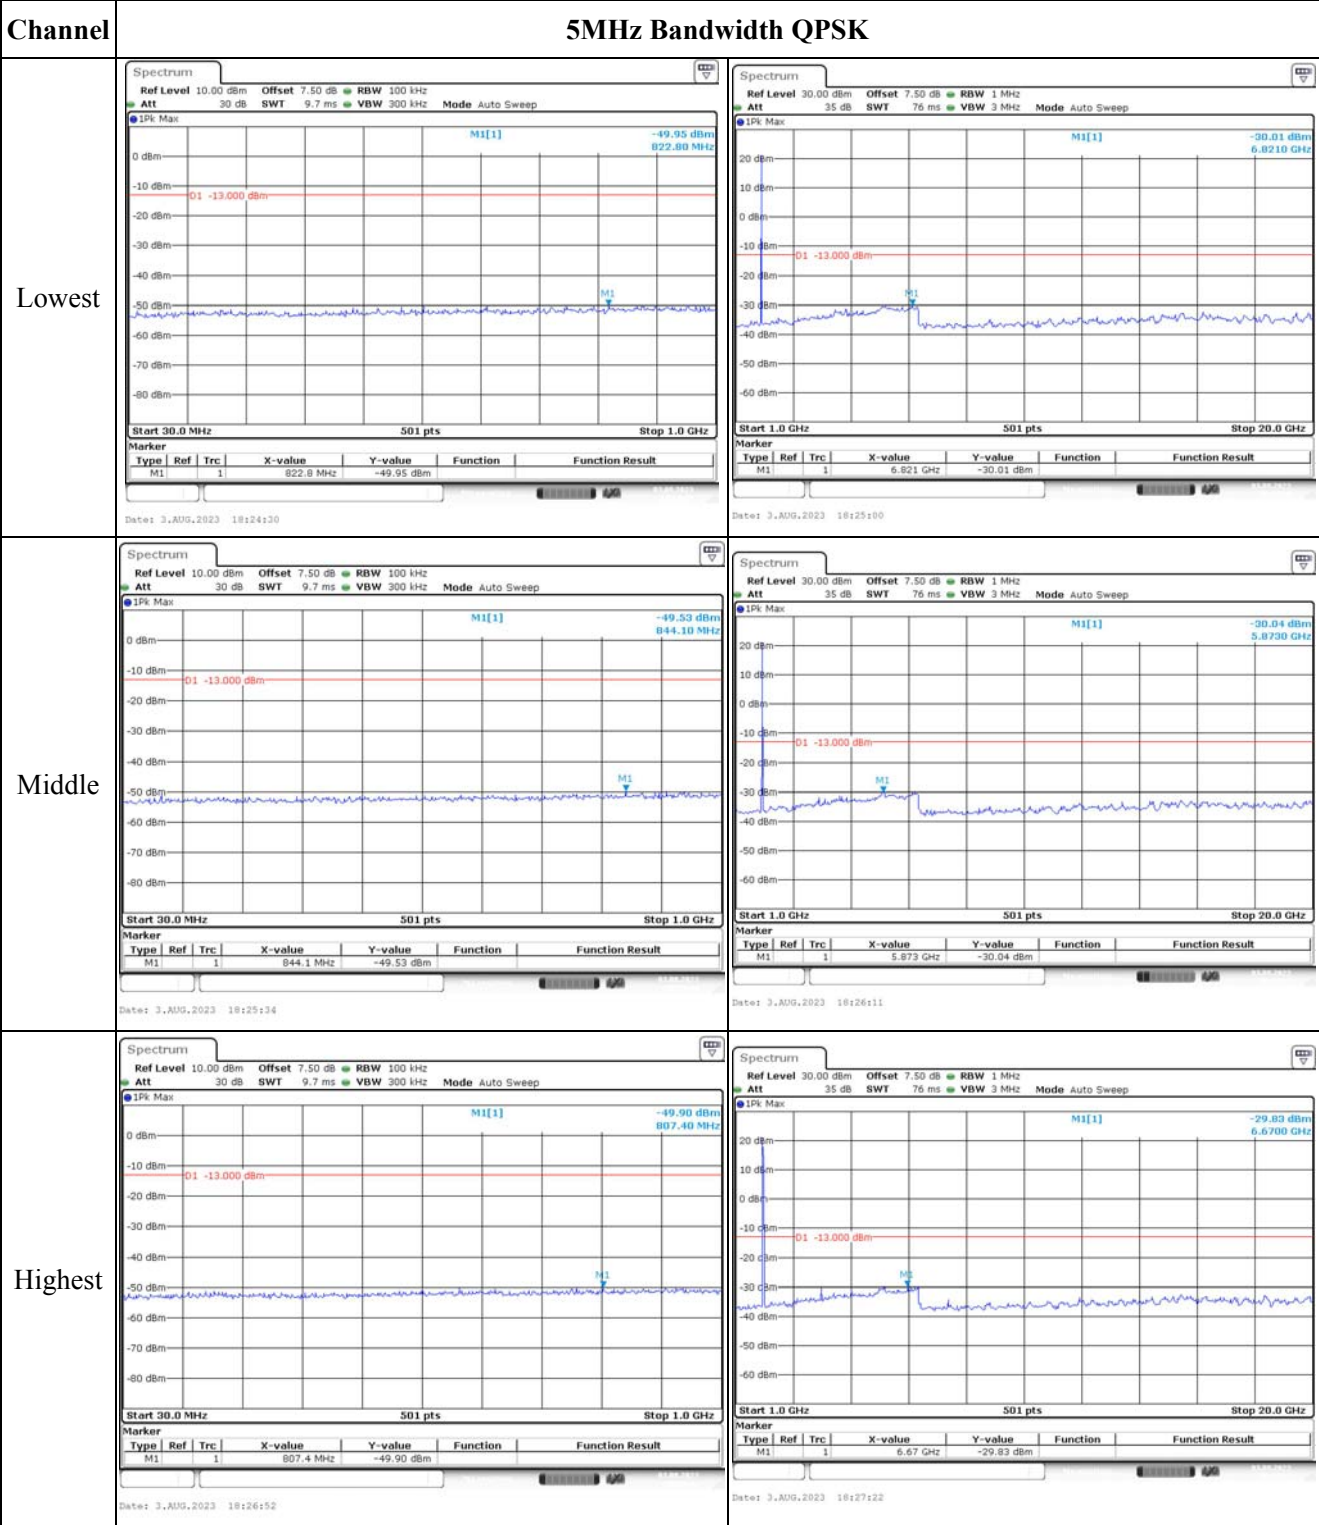 Channel 5MHz Bandwidth QPSK
Lowest
Spectrum
Ref Level 10.00 dBm Offset 7.50 dB RBW 100 kHz
Att 30 dB SWT 9.7 ms VBW 300 kHz Mode Auto Sweep
1Pk Max
M1[1] -49.95 dBm
822.80 MHz
0 dBm
-10 dBm
D1 -13.000 dBm
-20 dBm
-30 dBm
-40 dBm
M1
-50 dBm
-60 dBm
-70 dBm
-80 dBm
Start 30.0 MHz 501 pts Stop 1.0 GHz
Marker
Type Ref Trc X-value Y-value Function Function Result
M1 1 822.8 MHz -49.95 dBm
Date: 3.AUG.2023 18:24:30
Spectrum
Ref Level 30.00 dBm Offset 7.50 dB RBW 1 MHz
Att 35 dB SWT 76 ms VBW 3 MHz Mode Auto Sweep
1Pk Max
M1[1] -30.01 dBm
6.8210 GHz
20 dBm
10 dBm
0 dBm
-10 dBm
D1 -13.000 dBm
-20 dBm
M1
-30 dBm
-40 dBm
-50 dBm
-60 dBm
Start 1.0 GHz 501 pts Stop 20.0 GHz
Marker
Type Ref Trc X-value Y-value Function Function Result
M1 1 6.821 GHz -30.01 dBm
Date: 3.AUG.2023 18:25:00
Middle
Spectrum
Ref Level 10.00 dBm Offset 7.50 dB RBW 100 kHz
Att 30 dB SWT 9.7 ms VBW 300 kHz Mode Auto Sweep
1Pk Max
M1[1] -49.53 dBm
844.10 MHz
0 dBm
-10 dBm
D1 -13.000 dBm
-20 dBm
-30 dBm
-40 dBm
M1
-50 dBm
-60 dBm
-70 dBm
-80 dBm
Start 30.0 MHz 501 pts Stop 1.0 GHz
Marker
Type Ref Trc X-value Y-value Function Function Result
M1 1 844.1 MHz -49.53 dBm
Date: 3.AUG.2023 18:25:34
Spectrum
Ref Level 30.00 dBm Offset 7.50 dB RBW 1 MHz
Att 35 dB SWT 76 ms VBW 3 MHz Mode Auto Sweep
1Pk Max
M1[1] -30.04 dBm
5.8730 GHz
20 dBm
10 dBm
0 dBm
-10 dBm
D1 -13.000 dBm
-20 dBm
M1
-30 dBm
-40 dBm
-50 dBm
-60 dBm
Start 1.0 GHz 501 pts Stop 20.0 GHz
Marker
Type Ref Trc X-value Y-value Function Function Result
M1 1 5.873 GHz -30.04 dBm
Date: 3.AUG.2023 18:26:11
Highest
Spectrum
Ref Level 10.00 dBm Offset 7.50 dB RBW 100 kHz
Att 30 dB SWT 9.7 ms VBW 300 kHz Mode Auto Sweep
1Pk Max
M1[1] -49.90 dBm
807.40 MHz
0 dBm
-10 dBm
D1 -13.000 dBm
-20 dBm
-30 dBm
-40 dBm
M1
-50 dBm
-60 dBm
-70 dBm
-80 dBm
Start 30.0 MHz 501 pts Stop 1.0 GHz
Marker
Type Ref Trc X-value Y-value Function Function Result
M1 1 807.4 MHz -49.90 dBm
Date: 3.AUG.2023 18:26:52
Spectrum
Ref Level 30.00 dBm Offset 7.50 dB RBW 1 MHz
Att 35 dB SWT 76 ms VBW 3 MHz Mode Auto Sweep
1Pk Max
M1[1] -29.83 dBm
6.6700 GHz
20 dBm
10 dBm
0 dBm
-10 dBm
D1 -13.000 dBm
-20 dBm
M1
-30 dBm
-40 dBm
-50 dBm
-60 dBm
Start 1.0 GHz 501 pts Stop 20.0 GHz
Marker
Type Ref Trc X-value Y-value Function Function Result
M1 1 6.67 GHz -29.83 dBm
Date: 3.AUG.2023 18:27:22